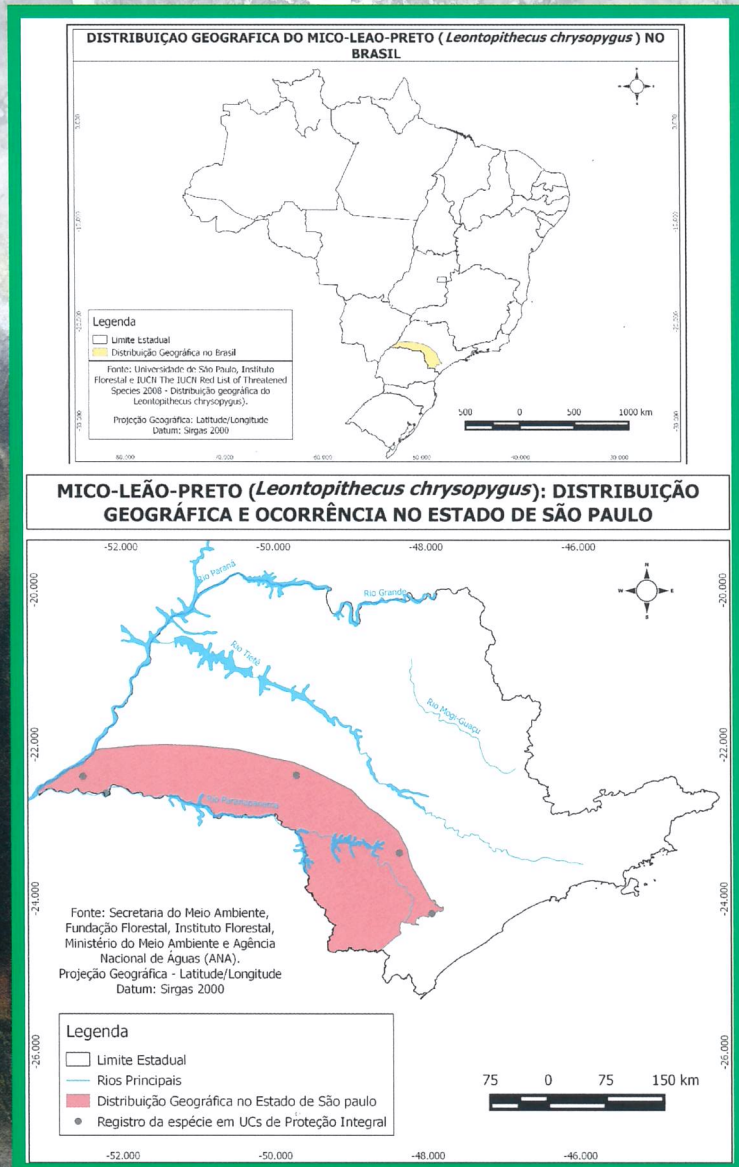 DISTRIBUIÇAO GEOGRAFICA DO MICO-LEAO-PRETO (Leontopithecus chrysopygus) NO
BRASIL
Legenda
Limite Estadual
Distribuição Geográfica no Brasil
Fonte: Universidade de São Paulo, Instituto
Florestal e IUCN The IUCN Red List of Threatened
Species 2008 - Distribuição geográfica do
Leontopithecus chrysopygus).
Projeção Geográfica: Latitude/Longitude
Datum: Sirgas 2000
500 0 500 1000 km
MICO-LEÃO-PRETO (Leontopithecus chrysopygus): DISTRIBUIÇÃO
GEOGRÁFICA E OCORRÊNCIA NO ESTADO DE SÃO PAULO
-52.000 -50.000 -48.000 -46.000
-20.000
-20.000
Rio Paraná
Rio Grande
N
W E
S
Rio Tietê
Rio Mogi-Guaçu
-22.000
-22.000
Rio Paranapanema
-24.000
-24.000
Fonte: Secretaria do Meio Ambiente,
Fundação Florestal, Instituto Florestal,
Ministério do Meio Ambiente e Agência
Nacional de Águas (ANA).
Projeção Geográfica - Latitude/Longitude
Datum: Sirgas 2000
-26.000
-26.000
Legenda
Limite Estadual
Rios Principais
Distribuição Geográfica no Estado de São paulo
Registro da espécie em UCs de Proteção Integral
75 0 75 150 km
-52.000 -50.000 -48.000 -46.000